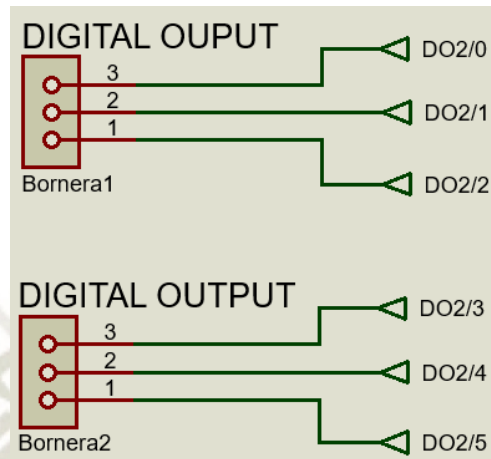 DIGITAL OUPUT
3
DO2/0
2
DO2/1
1
DO2/2
Bornera1
DIGITAL OUTPUT
3
DO2/3
2
DO2/4
1
DO2/5
Bornera2